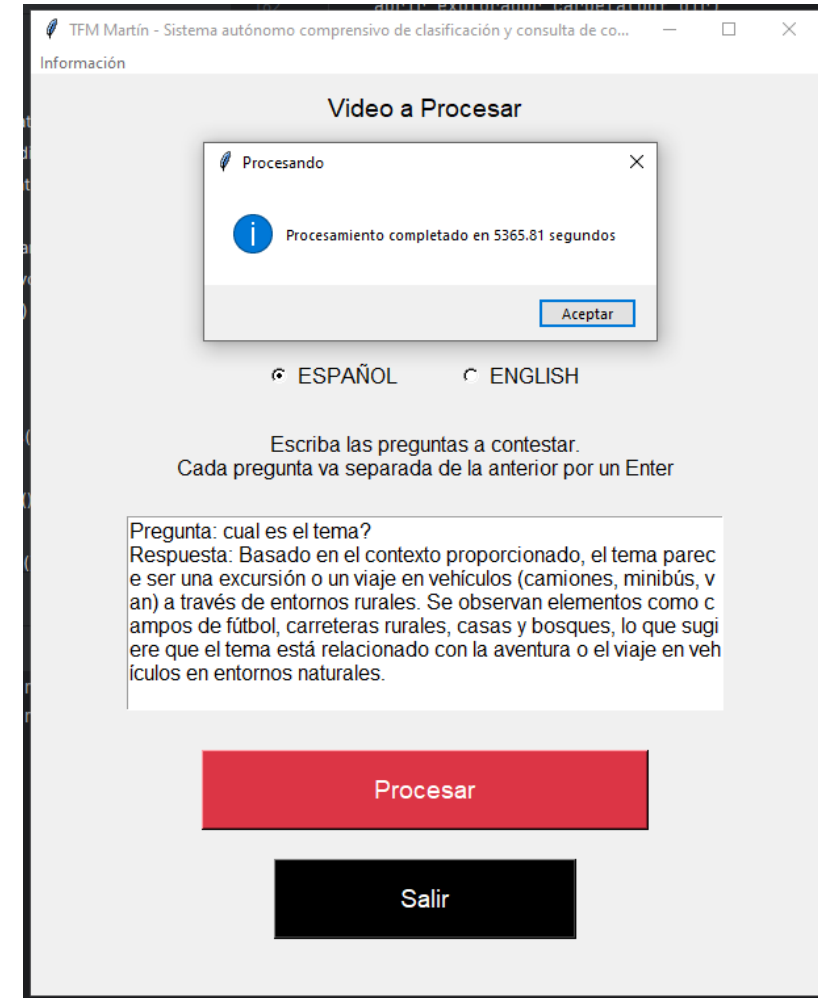 TFM Martín - Sistema autónomo comprensivo de clasificación y consulta de co...
Información
Video a Procesar
Procesando
Procesamiento completado en 5365.81 segundos
Aceptar
ESPAÑOL
ENGLISH
Escriba las preguntas a contestar.
Cada pregunta va separada de la anterior por un Enter
Pregunta: cual es el tema?
Respuesta: Basado en el contexto proporcionado, el tema parec
e ser una excursión o un viaje en vehículos (camiones, minibús, v
an) a través de entornos rurales. Se observan elementos como c
ampos de fútbol, carreteras rurales, casas y bosques, lo que sugi
ere que el tema está relacionado con la aventura o el viaje en veh
ículos en entornos naturales.
Procesar
Salir